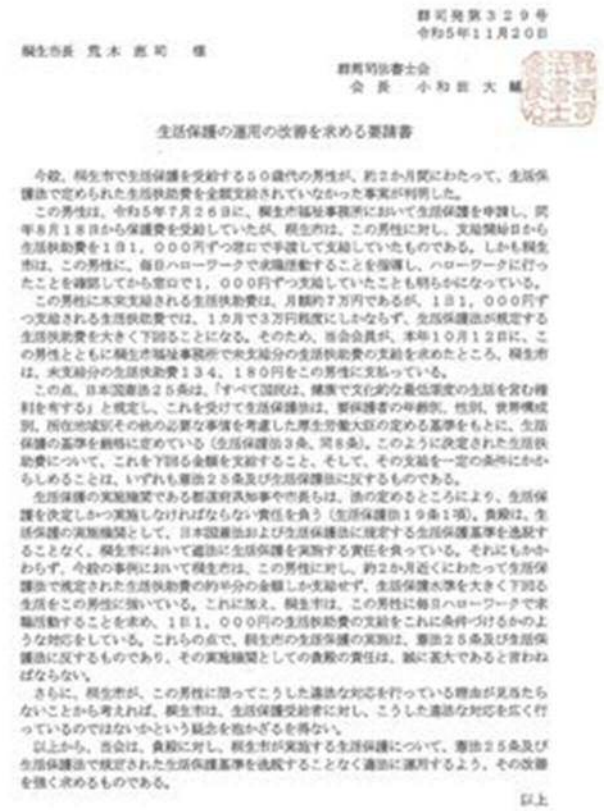 群司発第329号
令和5年11月20日
桐生市長 荒木恵司 様
群馬司法書士会
会長 小和田大輔
生活保護の運用の改善を求める要請書
今般、桐生市で生活保護を受給する50歳代の男性が、約2か月間にわたって、生活保
護法で定められた生活扶助費を全額支給されていなかった事実が判明した。
この男性は、令和5年7月26日に、桐生市福祉事務所において生活保護を申請し、同
年8月18日から保護費を受給していたが、桐生市は、この男性に対し、支給開始日から
生活扶助費を1日1,000円ずつ窓口で手渡して支給していたものである。しかも桐生
市は、この男性に、毎日ハローワークで求職活動することを指導し、ハローワークに行っ
たことを確認してから窓口で1,000円ずつ支給していたことも明らかになっている。
この男性に本来支給される生活扶助費は、月額約7万円であるが、1日1,000円ず
つ支給される生活扶助費では、1カ月で3万円程度にしかならず、生活保護法が規定する
生活扶助費を大きく下回ることになる。そのため、当会会員が、本年10月12日に、こ
の男性とともに桐生市福祉事務所で未支給分の生活扶助費の支給を求めたところ、桐生市
は、未支給分の生活扶助費134,180円をこの男性に支払っている。
この点、日本国憲法25条は、「すべて国民は、健康で文化的な最低限度の生活を営む権
利を有する」と規定し、これを受けて生活保護法は、要保護者の年齢別、性別、世帯構成
別、所在地域別その他の必要な事情を考慮した厚生労働大臣の定める基準をもとに、生活
保護の基準を厳格に定めている（生活保護法3条、同8条）。このように決定された生活扶
助費について、これを下回る金額を支給すること、そして、その支給を一定の条件にかか
らしめることは、いずれも憲法25条及び生活保護法に反するものである。
生活保護の実施機関である都道府県知事や市長らは、法の定めるところにより、生活保
護を決定しかつ実施しなければならない責任を負う（生活保護法19条1項）。貴殿は、生
活保護の実施機関として、日本国憲法および生活保護法に規定する生活保護基準を逸脱す
ることなく、桐生市において適法に生活保護を実施する責任を負っている。それにもかか
わらず、今般の事例において桐生市は、この男性に対し、約2か月近くにわたって生活保
護法で規定された生活扶助費の約半分の金額しか支給せず、生活保護水準を大きく下回る
生活をこの男性に強いている。これに加え、桐生市は、この男性に毎日ハローワークで求
職活動することを求め、1日1,000円の生活扶助費の支給をこれに条件づけるかのよ
うな対応をしている。これらの点で、桐生市の生活保護の実施は、憲法25条及び生活保
護法に反するものであり、その実施機関としての貴殿の責任は、誠に甚大であると言わね
ばならない。
さらに、桐生市が、この男性に限ってこうした違法な対応を行っている理由が見当たら
ないことから考えれば、桐生市は、生活保護受給者に対し、こうした違法な対応を広く行
っているのではないかという疑念を抱かざるを得ない。
以上から、当会は、貴殿に対し、桐生市が実施する生活保護について、憲法25条及び
生活保護法で規定された生活保護基準を逸脱することなく適法に運用するよう、その改善
を強く求めるものである。
以上